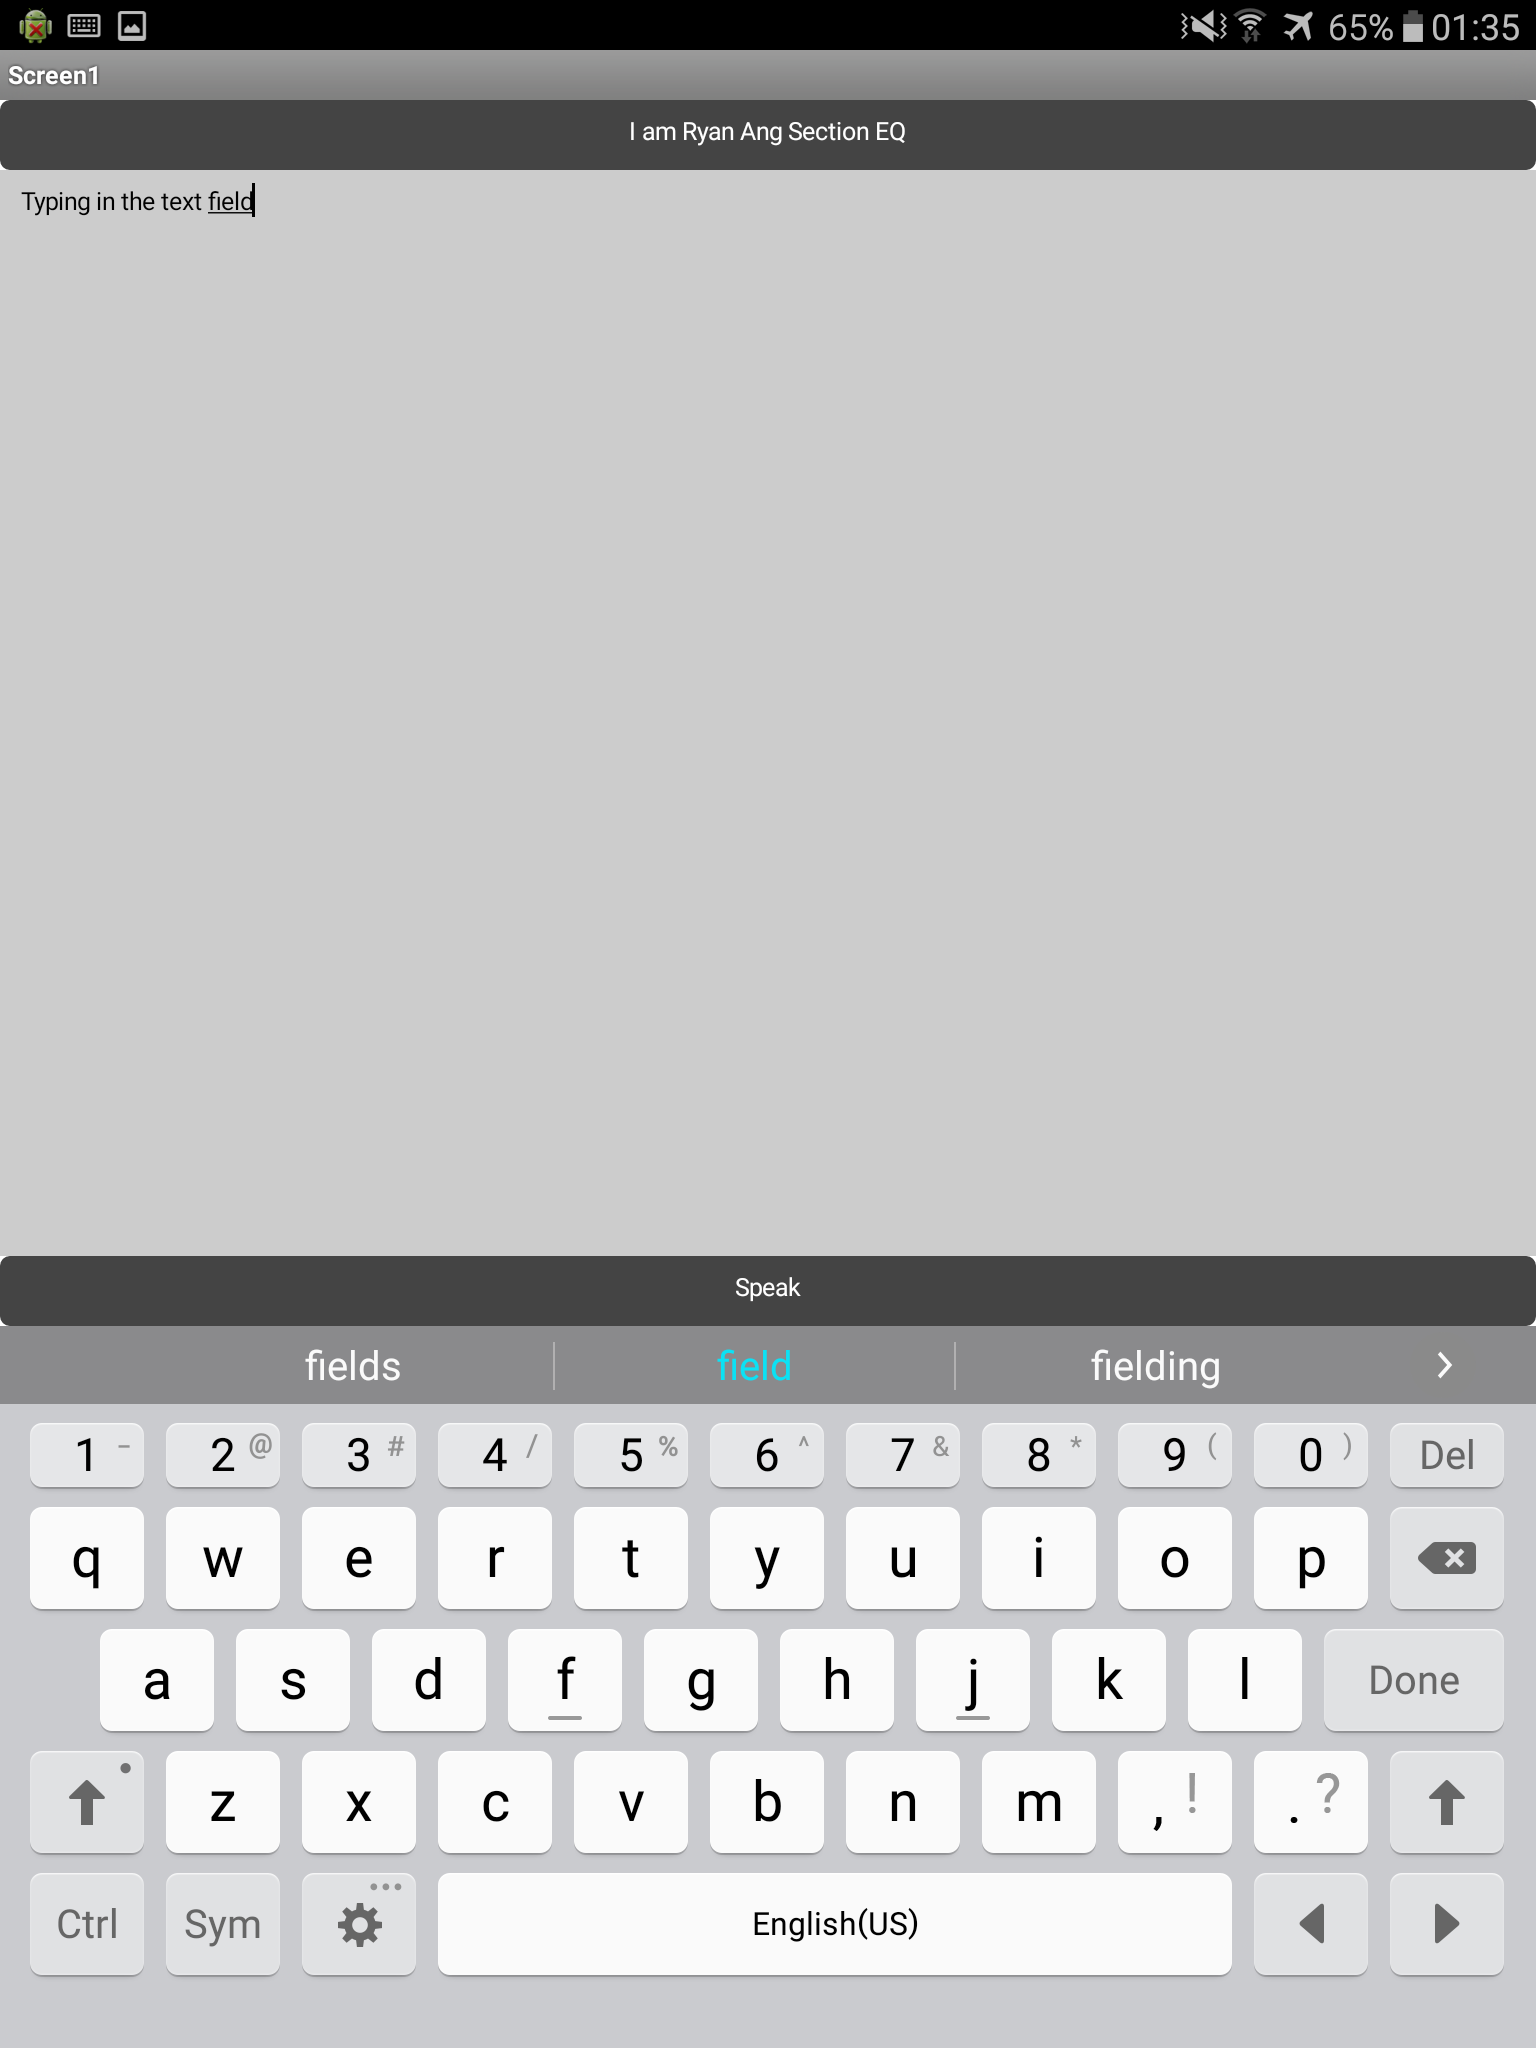 65% 01:35
Screen1
I am Ryan Ang Section EQ
Typing in the text field
Speak
fields field fielding
1 - 2 @ 3 # 4 / 5 % 6 ^ 7 & 8 * 9 ( 0 ) Del
q w e r t y u i o p
a s d f g h j k l Done
z x c v b n m , ! . ?
Ctrl Sym English(US)